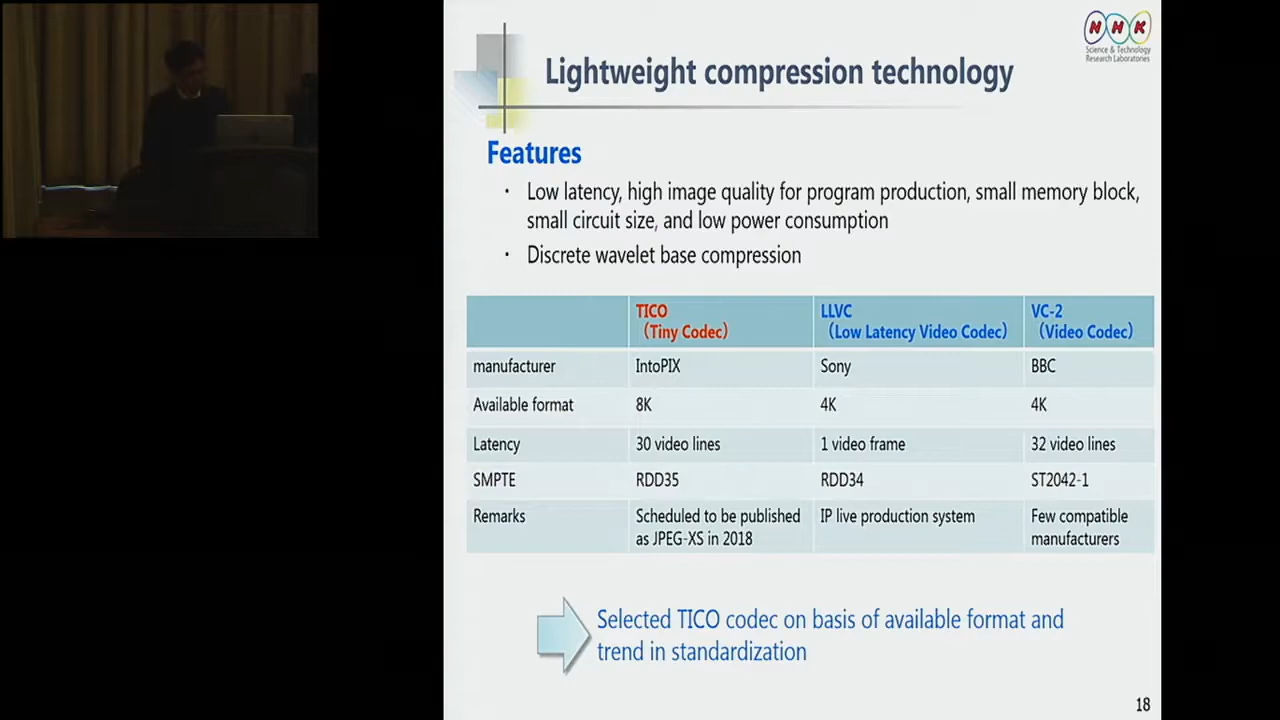 NHK
Science & Technology
Research Laboratories
Lightweight compression technology
Features
・ Low latency, high image quality for program production, small memory block,
small circuit size, and low power consumption
・ Discrete wavelet base compression
TICO
（Tiny Codec）
LLVC
（Low Latency Video Codec）
VC-2
（Video Codec）
manufacturer IntoPIX Sony BBC
Available format 8K 4K 4K
Latency 30 video lines 1 video frame 32 video lines
SMPTE RDD35 RDD34 ST2042-1
Remarks
Scheduled to be published
as JPEG-XS in 2018
IP live production system
Few compatible
manufacturers
Selected TICO codec on basis of available format and
trend in standardization
18